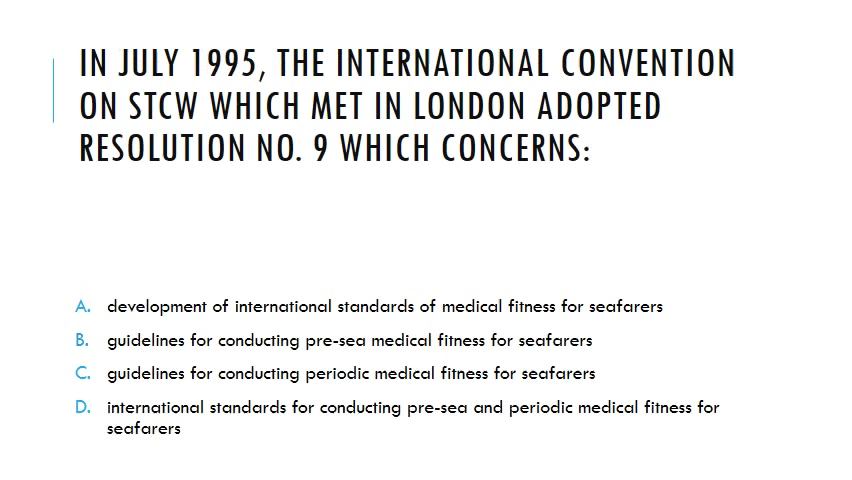 IN JULY 1995, THE INTERNATIONAL CONVENTION
ON STCW WHICH MET IN LONDON ADOPTED
RESOLUTION NO. 9 WHICH CONCERNS:
A. development of international standards of medical fitness for seafarers
B. guidelines for conducting pre-sea medical fitness for seafarers
C. guidelines for conducting periodic medical fitness for seafarers
D. international standards for conducting pre-sea and periodic medical fitness for
seafarers